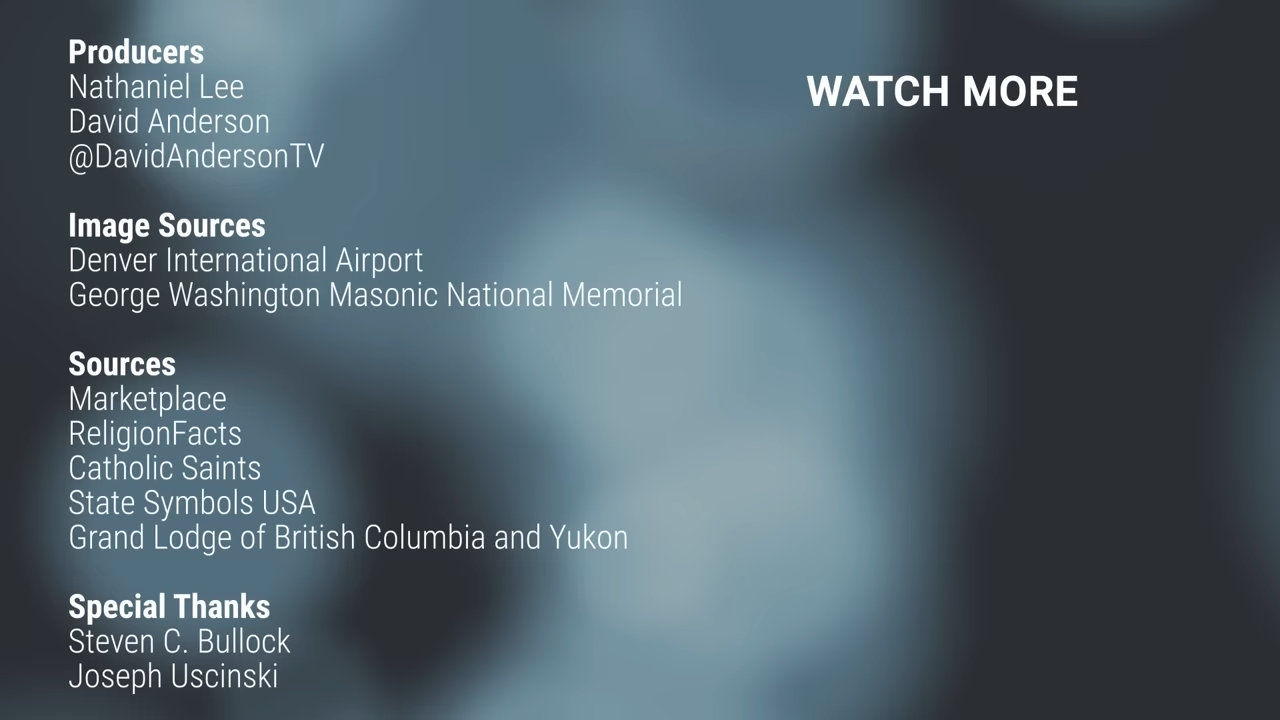 Producers
Nathaniel Lee
David Anderson
@DavidAndersonTV
Image Sources
Denver International Airport
George Washington Masonic National Memorial
Sources
Marketplace
ReligionFacts
Catholic Saints
State Symbols USA
Grand Lodge of British Columbia and Yukon
Special Thanks
Steven C. Bullock
Joseph Uscinski
WATCH MORE